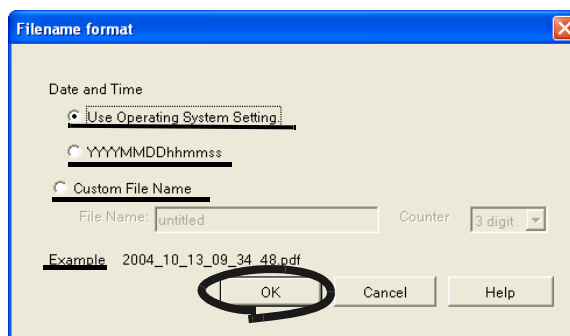 Filename format
Date and Time
Use Operating System Setting.
YYYYMMDDhhmmss
Custom File Name
File Name: untitled Counter 3 digit
Example 2004_10_13_09_34_48.pdf
OK Cancel Help